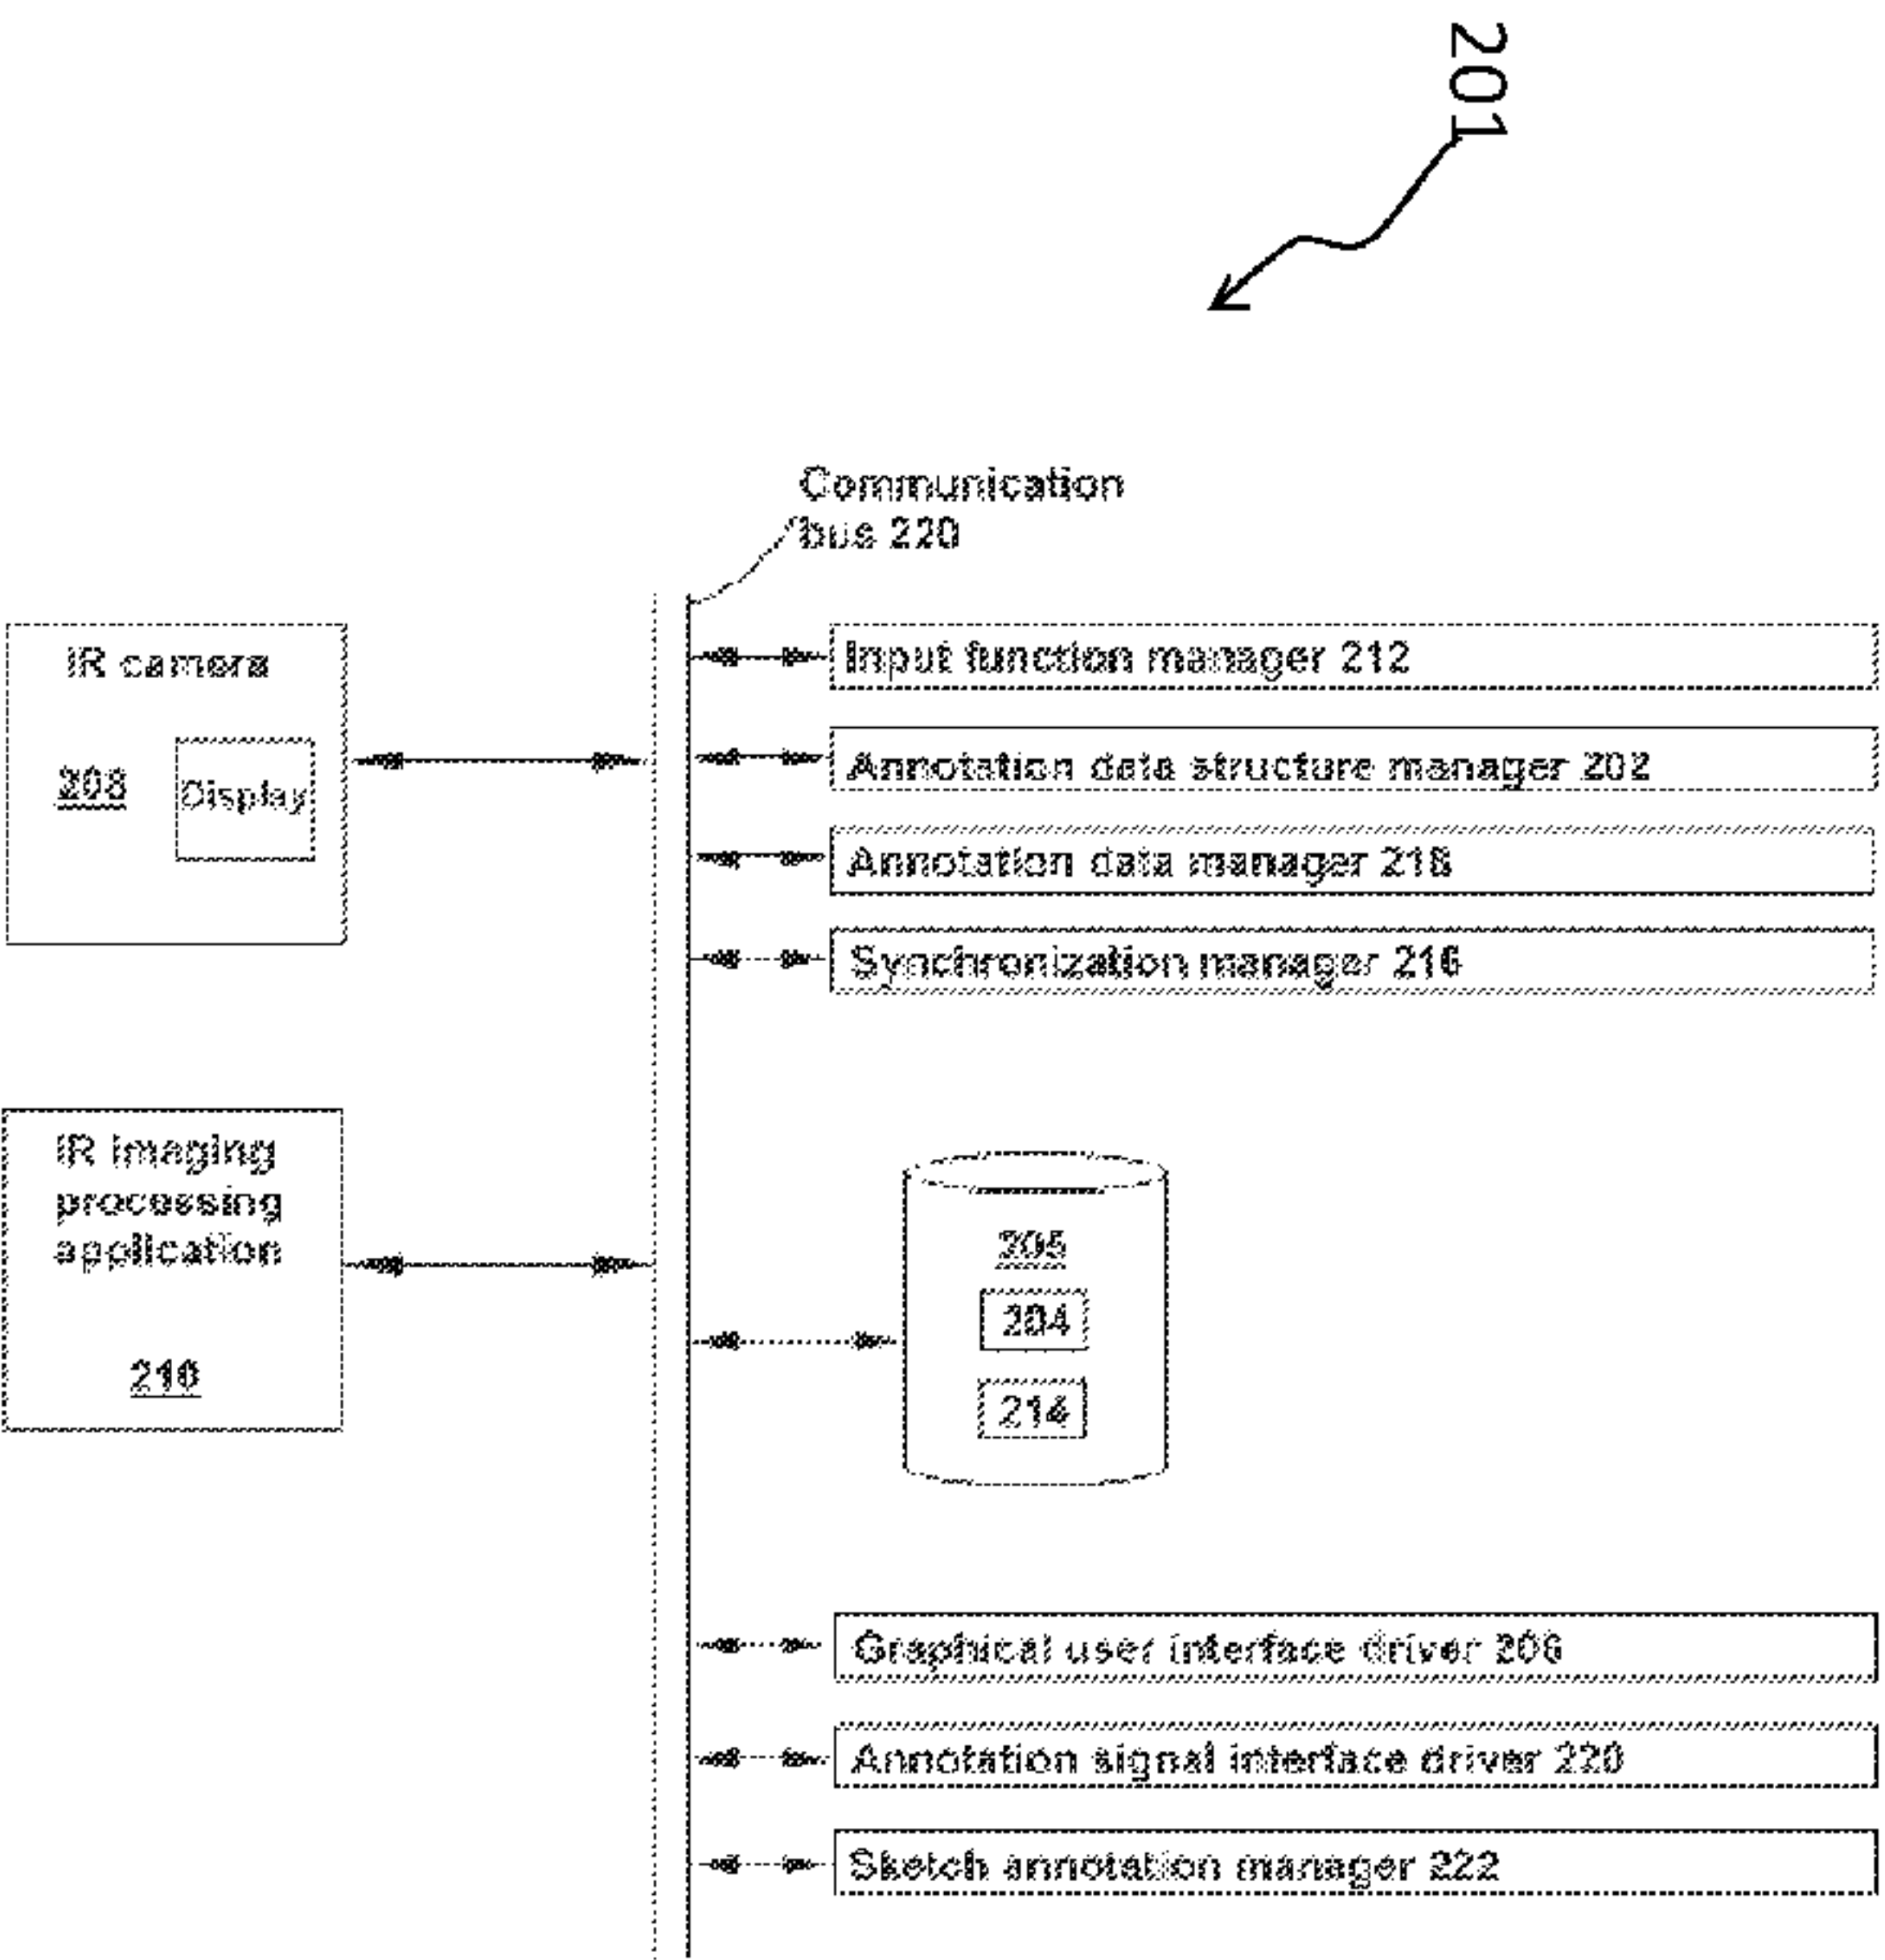 201
Communication
bus 220
IR camera
208
Display
Input function manager 212
Annotation data structure manager 202
Annotation data manager 218
Synchronization manager 216
IR imaging
processing
application
210
205
204
214
Graphical user interface driver 206
Annotation signal interface driver 220
Sketch annotation manager 222